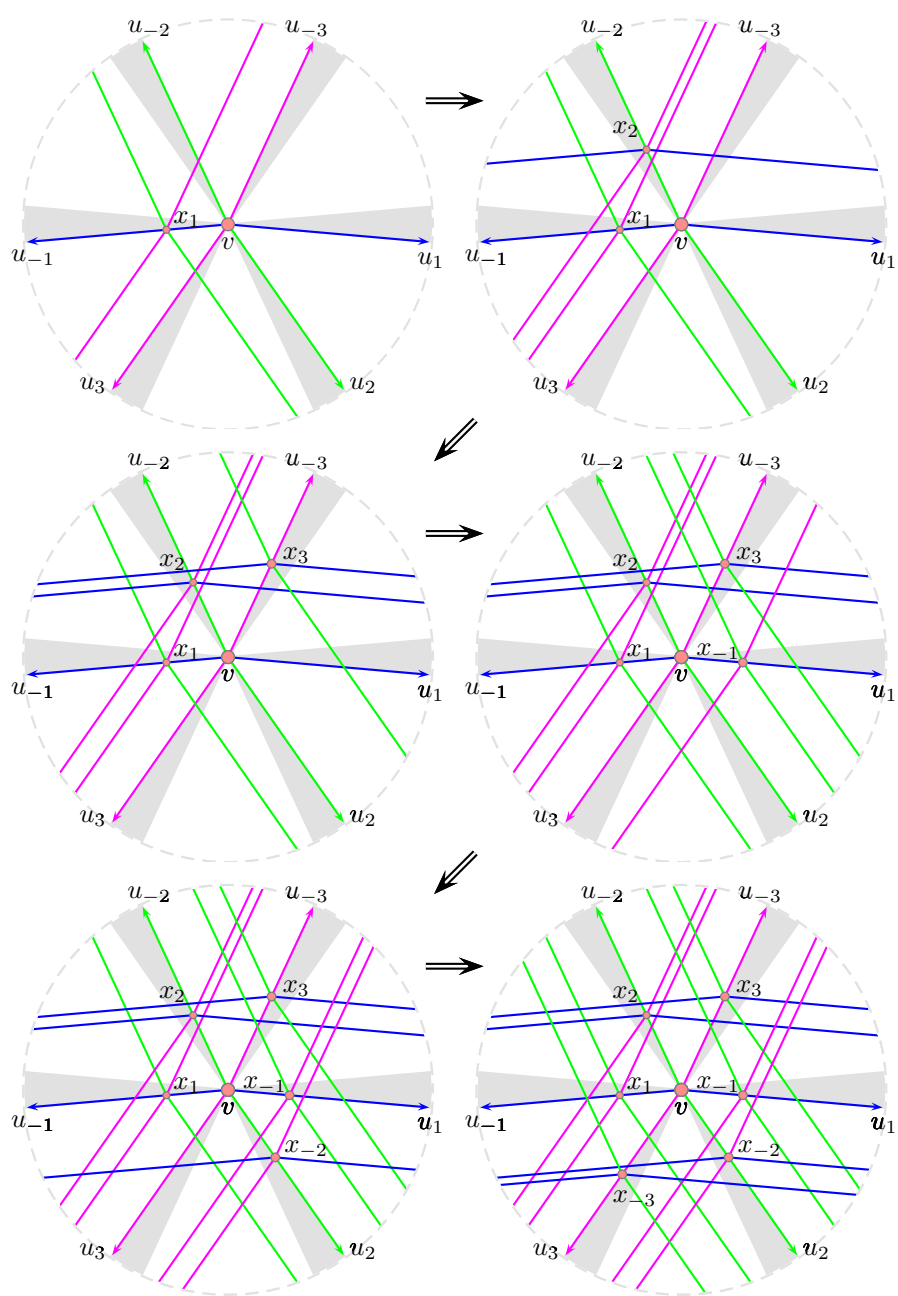 u₋₂ u₋₃ u₋₂ u₋₃
x₂
x₁ x₁
u₋₁ v u₁ u₋₁ v u₁
u₃ u₂ u₃ u₂
u₋₂ u₋₃ u₋₂ u₋₃
x₂ x₃ x₂ x₃
x₁ x₁ x₋₁
u₋₁ v u₁ u₋₁ v u₁
u₃ u₂ u₃ u₂
u₋₂ u₋₃ u₋₂ u₋₃
x₂ x₃ x₂ x₃
x₁ x₋₁ x₁ x₋₁
u₋₁ v u₁ u₋₁ v u₁
x₋₂ x₋₂
x₋₃
u₃ u₂ u₃ u₂